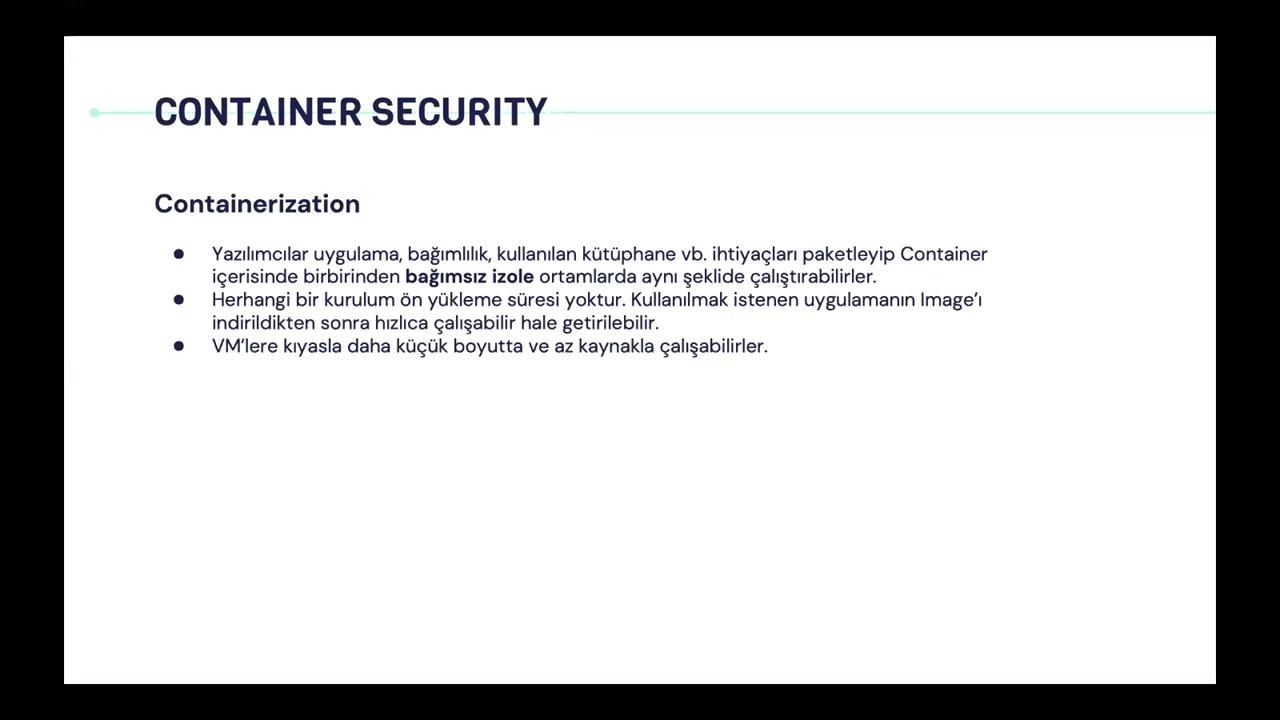 CONTAINER SECURITY
Containerization
● Yazılımcılar uygulama, bağımlılık, kullanılan kütüphane vb. ihtiyaçları paketleyip Container
içerisinde birbirinden bağımsız izole ortamlarda aynı şeklide çalıştırabilirler.
● Herhangi bir kurulum ön yükleme süresi yoktur. Kullanılmak istenen uygulamanın Image’ı
indirildikten sonra hızlıca çalışabilir hale getirilebilir.
● VM’lere kıyasla daha küçük boyutta ve az kaynakla çalışabilirler.